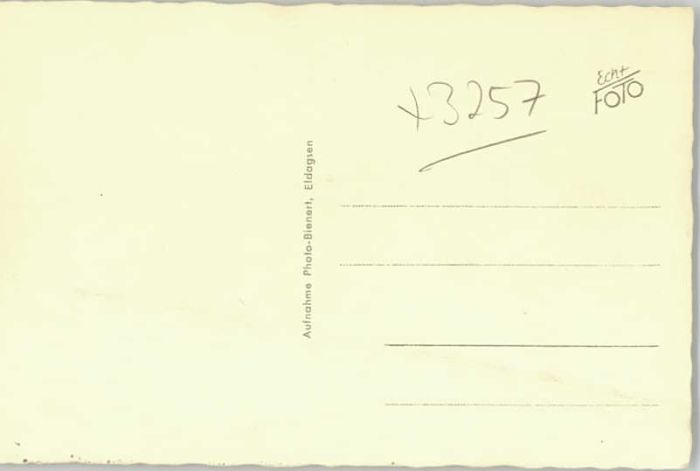 x3257
Echt
FOTO
Aufnahme Photo-Bienert, Eldagsen